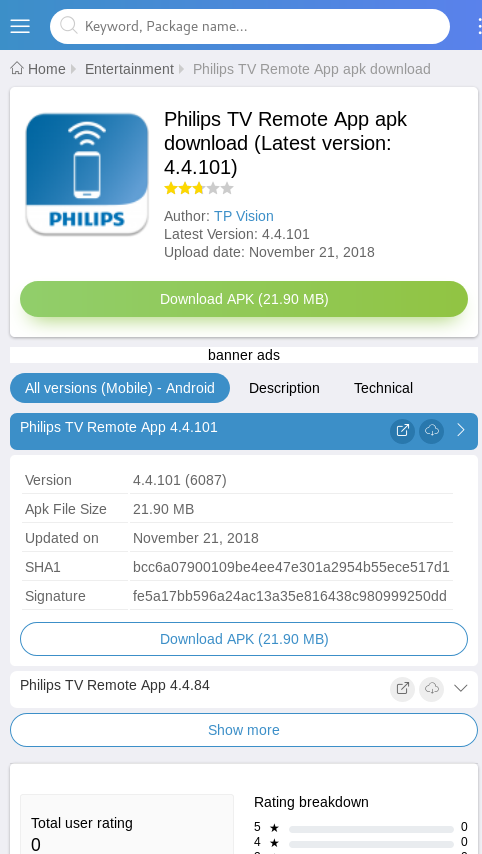 Keyword, Package name...
Home Entertainment Philips TV Remote App apk download
PHILIPS
Philips TV Remote App apk
download (Latest version:
4.4.101)
Author: TP Vision
Latest Version: 4.4.101
Upload date: November 21, 2018
Download APK (21.90 MB)
banner ads
All versions (Mobile) - Android Description Technical
Philips TV Remote App 4.4.101
Version 4.4.101 (6087)
Apk File Size 21.90 MB
Updated on November 21, 2018
SHA1 bcc6a07900109be4ee47e301a2954b55ece517d1
Signature fe5a17bb596a24ac13a35e816438c980999250dd
Download APK (21.90 MB)
Philips TV Remote App 4.4.84
Show more
Total user rating
0
Rating breakdown
5 ★ 0
4 ★ 0